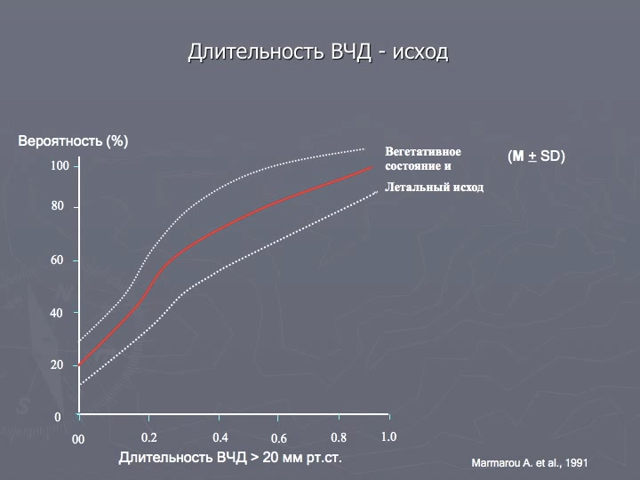 Длительность ВЧД - исход
Вероятность (%)
Вегетативное
состояние и
Летальный исход
(M ± SD)
100
80
60
40
20
0
00
0.2
0.4
0.6
0.8
1.0
Длительность ВЧД > 20 мм рт.ст.
Marmarou A. et al., 1991